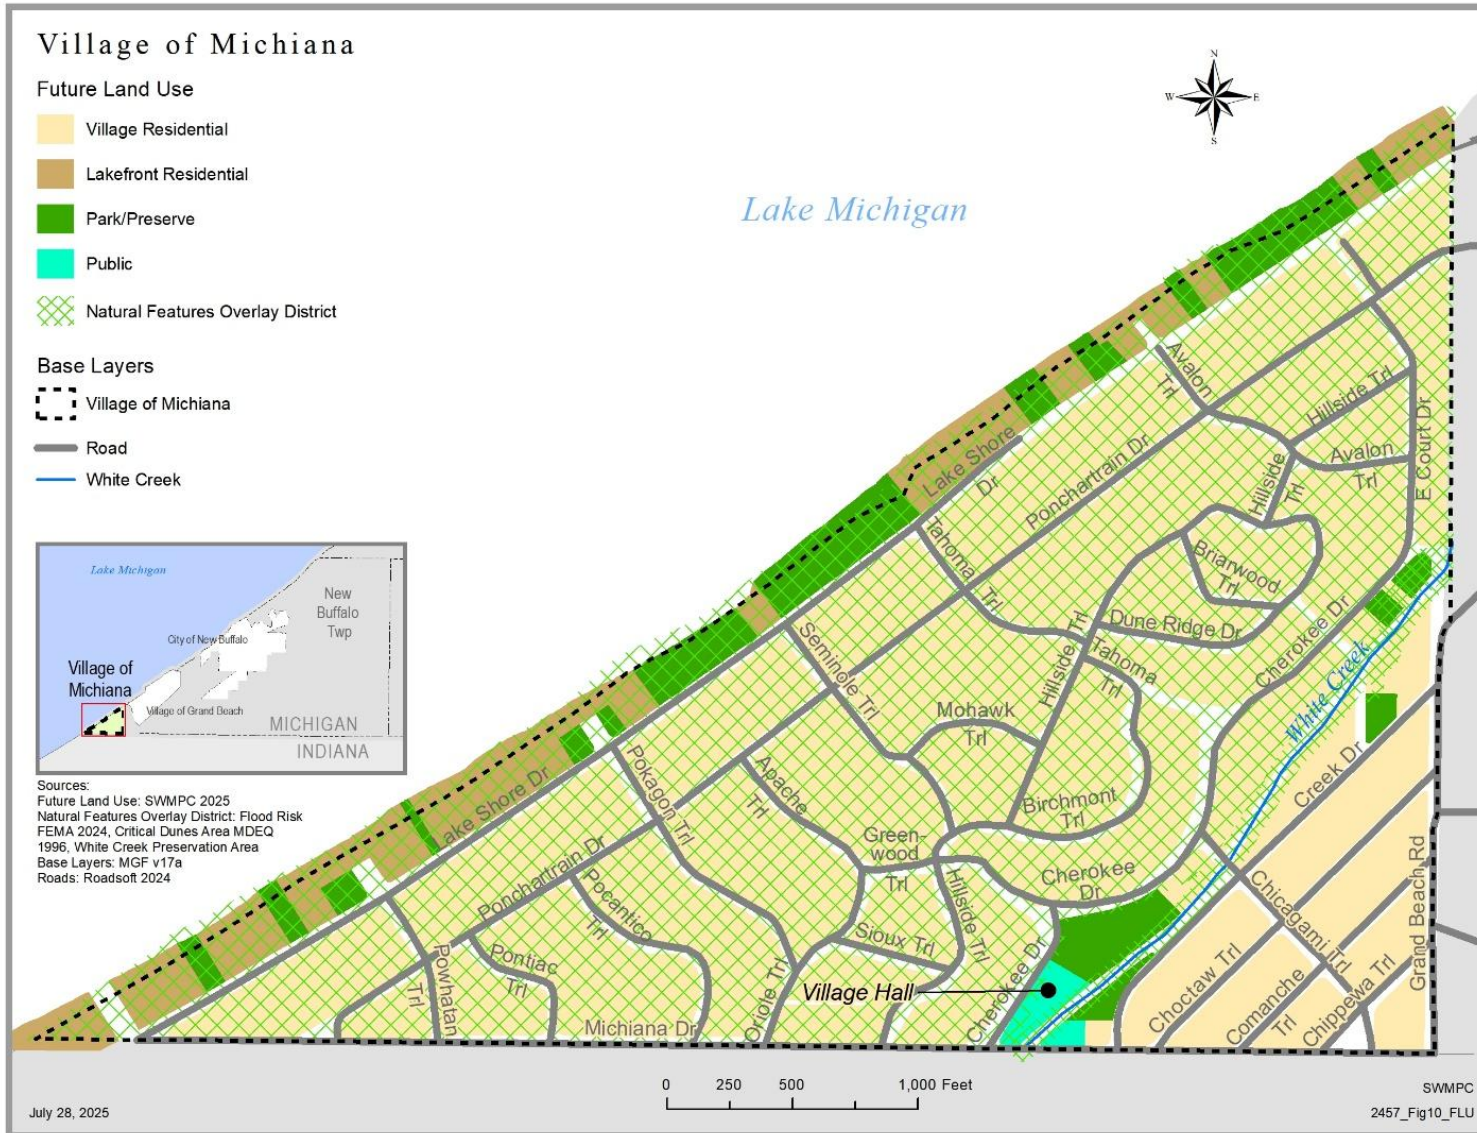 Village of Michiana
Future Land Use
Village Residential
Lakefront Residential
Park/Preserve
Public
Natural Features Overlay District
Base Layers
Village of Michiana
Road
White Creek
N
W
E
S
Lake Michigan
Avalon
Trl
Hillside Trl
Avalon
Trl
E Court Dr
Hillside
Trl
Lake Shore
Dr
Ponchartrain Dr
Tahoma Trl
Briarwood
Trl
Dune Ridge Dr
Cherokee Dr
Hillside Trl
Tahoma
Trl
White Creek
Seminole Trl
Mohawk
Trl
Creek Dr
Birchmont
Trl
Pokagon Trl
Apache
Trl
Lake Shore Dr
Green-
wood
Trl
Cherokee
Dr
Hillside Trl
Chicagami Trl
Grand Beach Rd
Ponchartrain Dr
Pocantico
Trl
Sioux Trl
Pontiac
Trl
Powhatan
Trl
Oriole Trl
Village Hall
Cherokee Dr
Choctaw Trl
Comanche
Trl
Chippewa Trl
Michiana Dr
Lake Michigan
New
Buffalo
Twp
City of New Buffalo
Village of
Michiana
Village of Grand Beach
MICHIGAN
INDIANA
Sources:
Future Land Use: SWMPC 2025
Natural Features Overlay District: Flood Risk
FEMA 2024, Critical Dunes Area MDEQ
1996, White Creek Preservation Area
Base Layers: MGF v17a
Roads: Roadsoft 2024
0 250 500 1,000 Feet
July 28, 2025
SWMPC
2457_Fig10_FLU